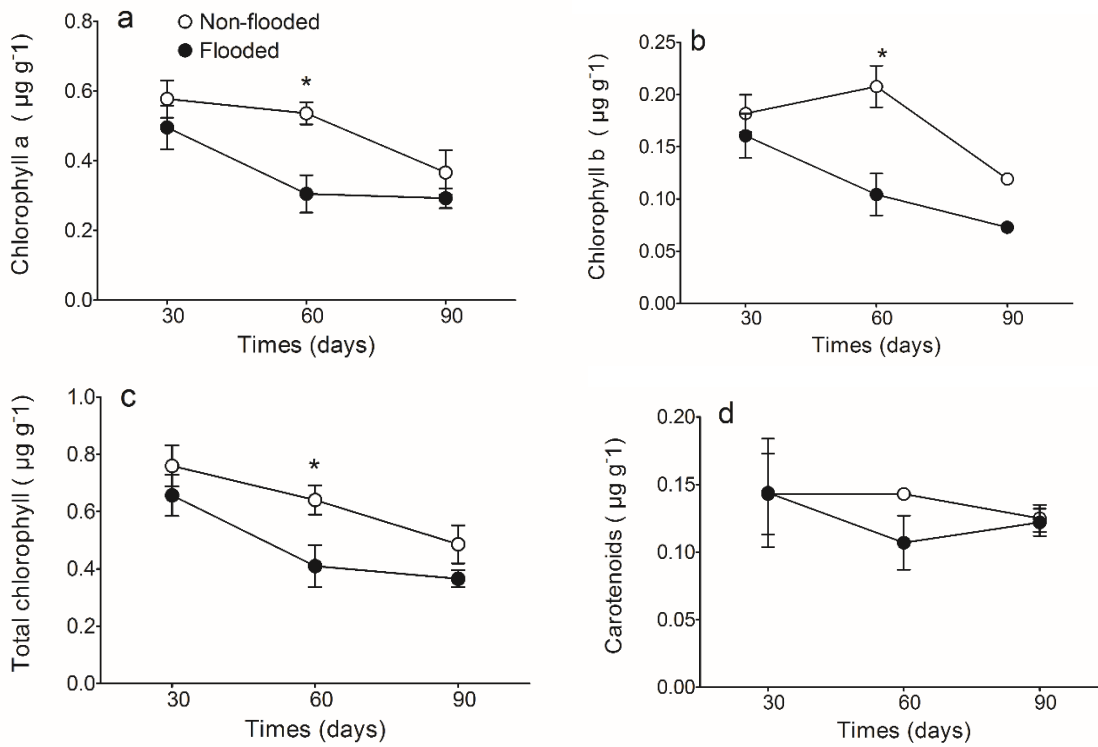 a
Non-flooded
Flooded
0.8
0.6
0.4
0.2
0.0
Chlorophyll a ( µg g-1)
*
30 60 90
Times (days)
b
0.25
0.20
0.15
0.10
0.05
0.00
Chlorophyll b ( µg g-1)
*
30 60 90
Times (days)
c
1.0
0.8
0.6
0.4
0.2
0.0
Total chlorophyll ( µg g-1)
*
30 60 90
Times (days)
d
0.20
0.15
0.10
0.05
0.00
Carotenoids ( µg g-1)
30 60 90
Times (days)